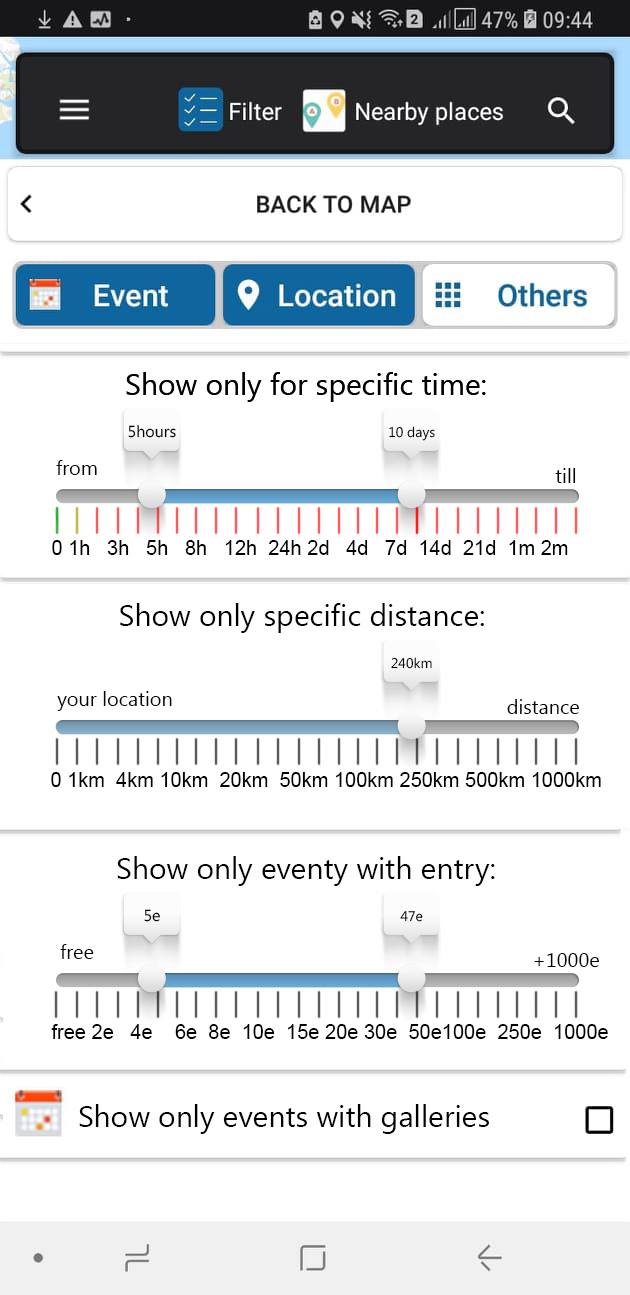 2 47% 09:44
Filter Nearby places
BACK TO MAP
Event Location Others
Show only for specific time:
5hours 10 days
from till
0 1h 3h 5h 8h 12h 24h 2d 4d 7d 14d 21d 1m 2m
Show only specific distance:
240km
your location distance
0 1km 4km 10km 20km 50km 100km 250km 500km 1000km
Show only eventy with entry:
5e 47e
free +1000e
free 2e 4e 6e 8e 10e 15e 20e 30e 50e100e 250e 1000e
Show only events with galleries